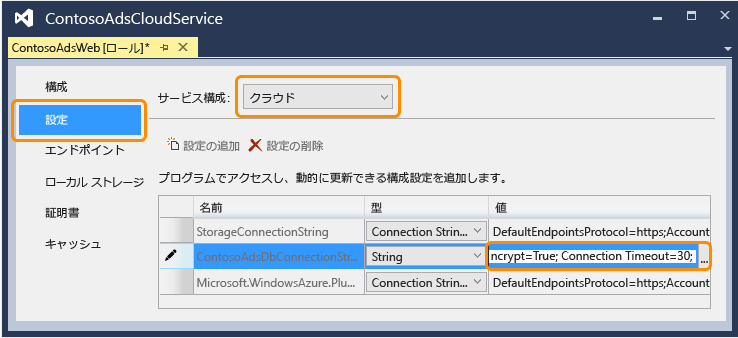 ContosoAdsCloudService
ContosoAdsWeb [ロール]*
構成
設定
エンドポイント
ローカル ストレージ
証明書
キャッシュ
サービス構成: クラウド
設定の追加 設定の削除
プログラムでアクセスし、動的に更新できる構成設定を追加します。
名前 型 値
StorageConnectionString Connection Strin... DefaultEndpointsProtocol=https;Account
ContosoAdsDbConnectionStr... String ncrypt=True; Connection Timeout=30; ...
Microsoft.WindowsAzure.Plu... Connection Strin... DefaultEndpointsProtocol=https;Account